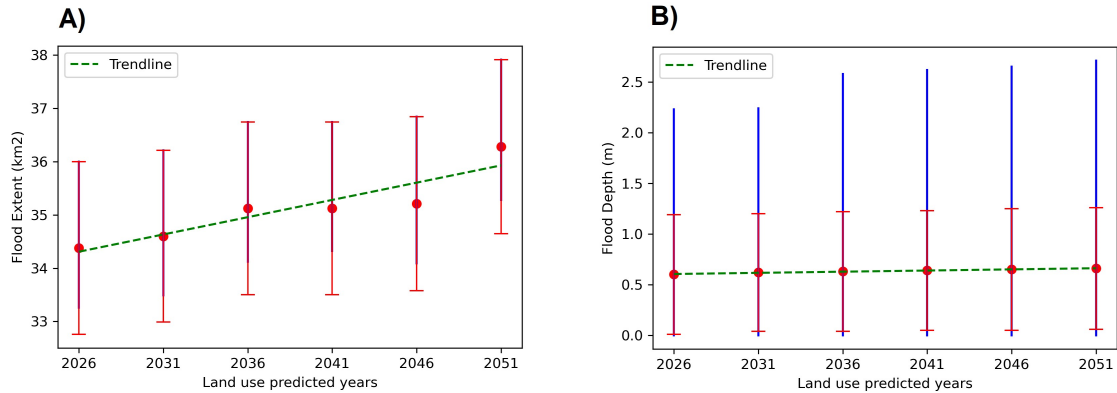 A)
Trendline
Flood Extent (km2)
38
37
36
35
34
33
2026 2031 2036 2041 2046 2051
Land use predicted years
B)
Trendline
Flood Depth (m)
2.5
2.0
1.5
1.0
0.5
0.0
2026 2031 2036 2041 2046 2051
Land use predicted years